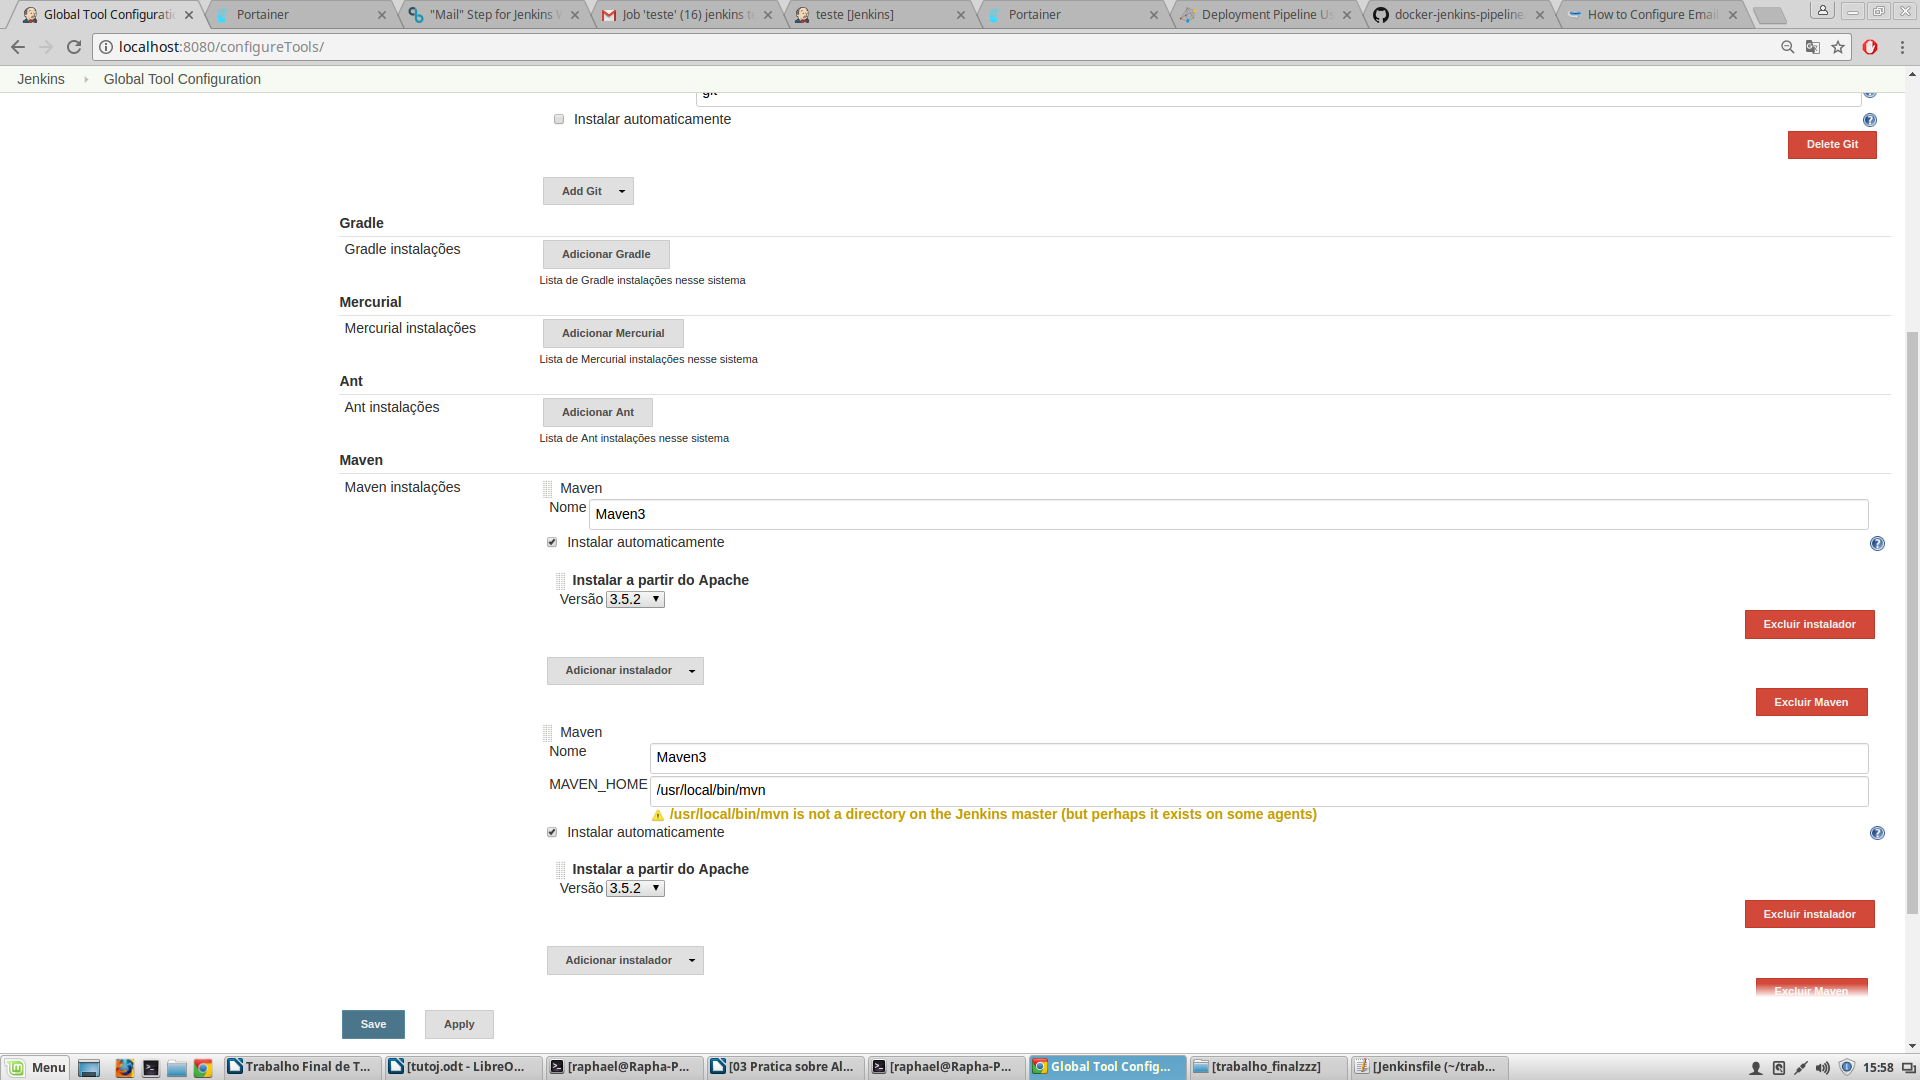 Global Tool Configuratio
Portainer
"Mail" Step for Jenkins W
Job 'teste' (16) jenkins te
teste [Jenkins]
Portainer
Deployment Pipeline Us
docker-jenkins-pipeline
How to Configure Email
localhost:8080/configureTools/
Jenkins
Global Tool Configuration
git
Instalar automaticamente
Delete Git
Add Git
Gradle
Gradle instalações
Adicionar Gradle
Lista de Gradle instalações nesse sistema
Mercurial
Mercurial instalações
Adicionar Mercurial
Lista de Mercurial instalações nesse sistema
Ant
Ant instalações
Adicionar Ant
Lista de Ant instalações nesse sistema
Maven
Maven instalações
Maven
Nome
Maven3
Instalar automaticamente
Instalar a partir do Apache
Versão 3.5.2
Excluir instalador
Adicionar instalador
Excluir Maven
Maven
Nome
Maven3
MAVEN_HOME
/usr/local/bin/mvn
/usr/local/bin/mvn is not a directory on the Jenkins master (but perhaps it exists on some agents)
Instalar automaticamente
Instalar a partir do Apache
Versão 3.5.2
Excluir instalador
Adicionar instalador
Excluir Maven
Save
Apply
Menu
Trabalho Final de T...
[tutoj.odt - LibreO...
[raphael@Rapha-P...
[03 Pratica sobre Al...
[raphael@Rapha-P...
Global Tool Config...
[trabalho_finalzzz]
[Jenkinsfile (~/trab...
15:58